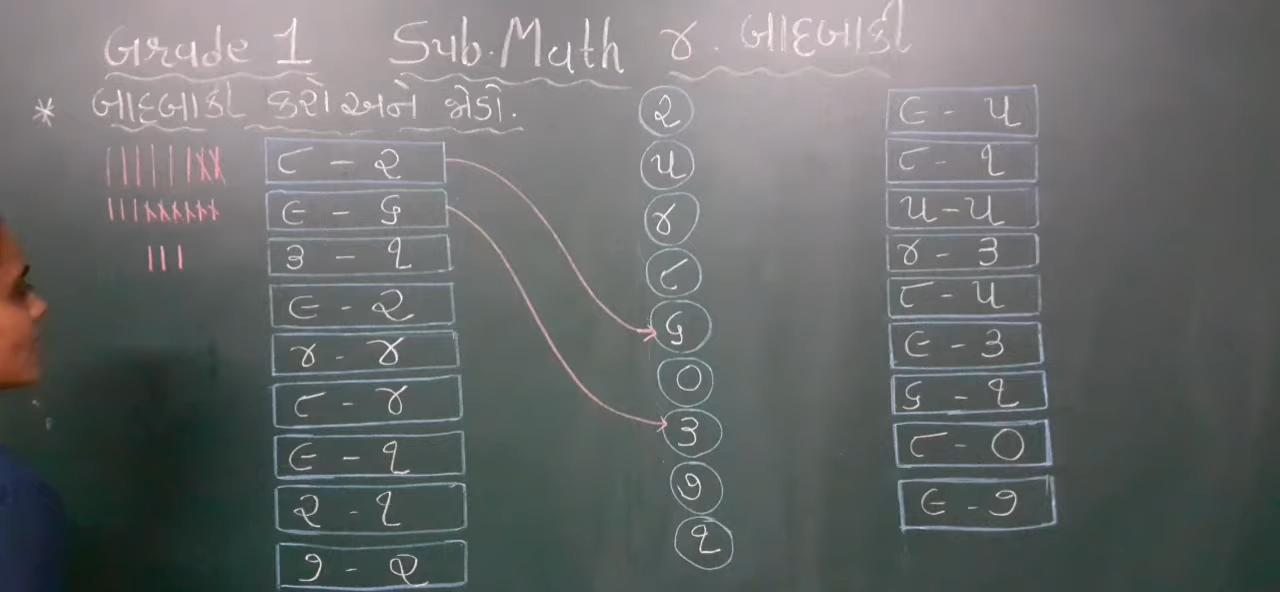 Grade 1 Sub. Math ૪. બાદબાકી
* બાદબાકી કરો અને જોડો.
૮ - ૨
૯ - ૬
૩ - ૧
૯ - ૨
૪ - ૪
૮ - ૪
૯ - ૧
૨ - ૧
૭ - ૨
૨
૫
૪
૮
૬
૦
૩
૭
૧
૯ - ૫
૮ - ૧
૫ - ૫
૪ - ૩
૮ - ૫
૯ - ૩
૬ - ૧
૮ - ૦
૯ - ૭